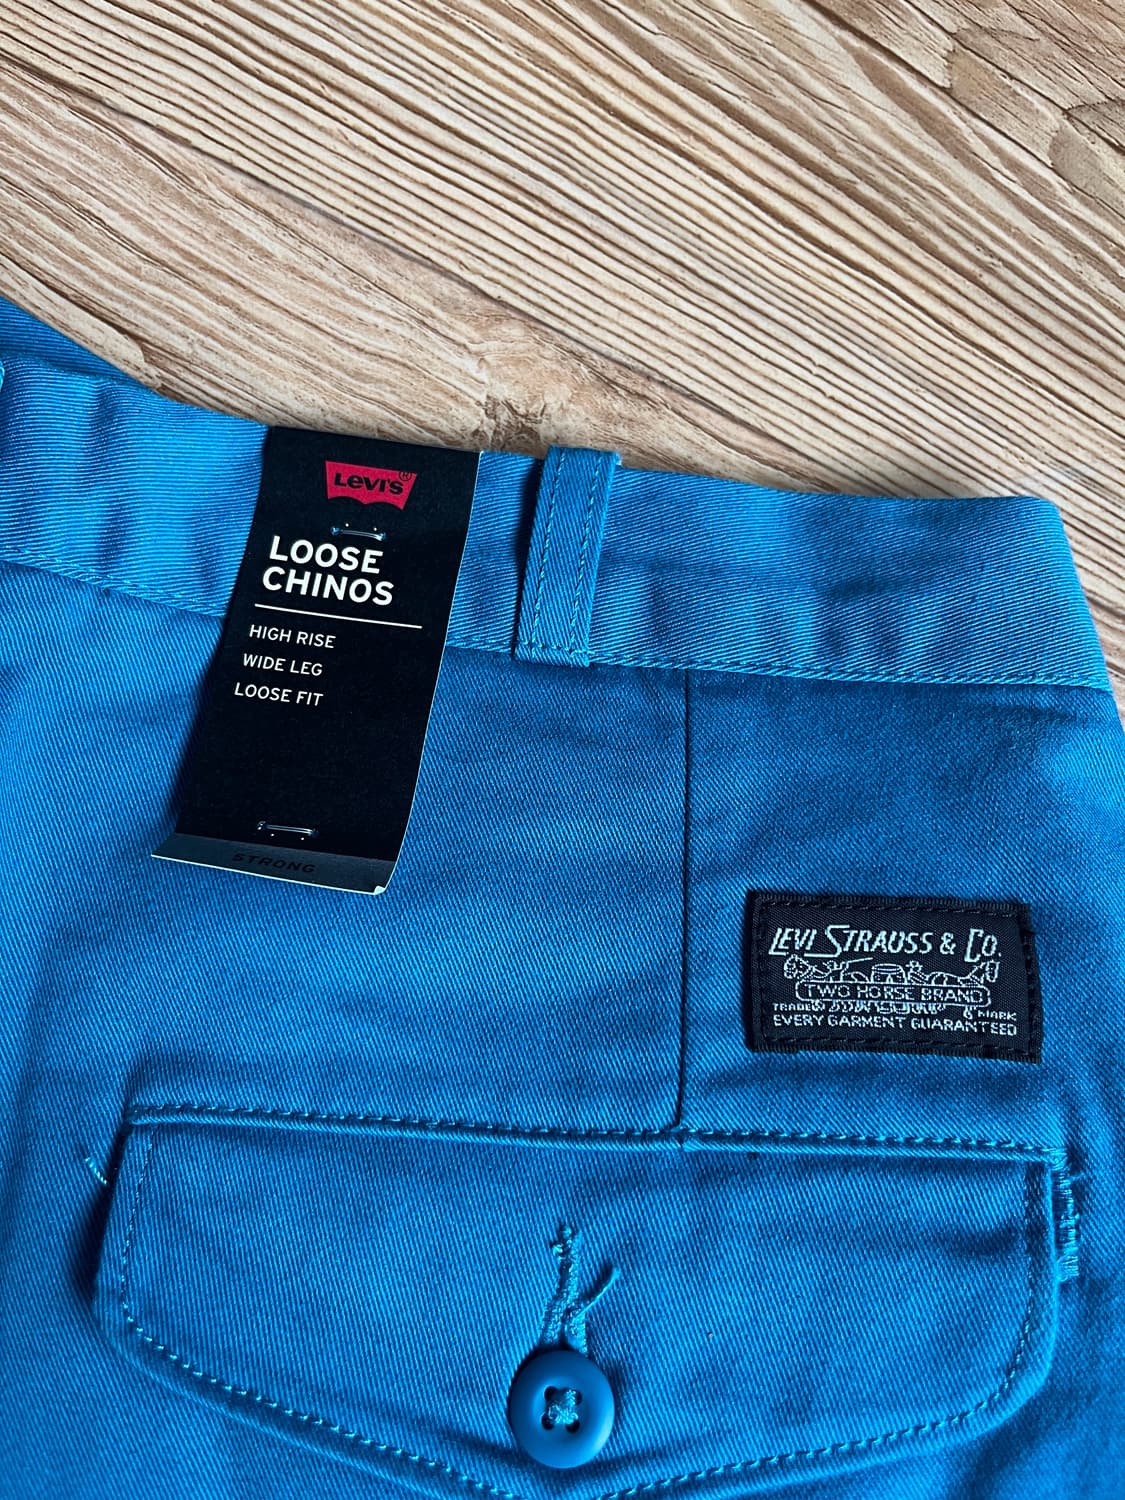 Levi's®
LOOSE
CHINOS
HIGH RISE
WIDE LEG
LOOSE FIT
STRONG
LEVI STRAUSS & CO.
TWO HORSE BRAND
TRADE MARK
EVERY GARMENT GUARANTEED